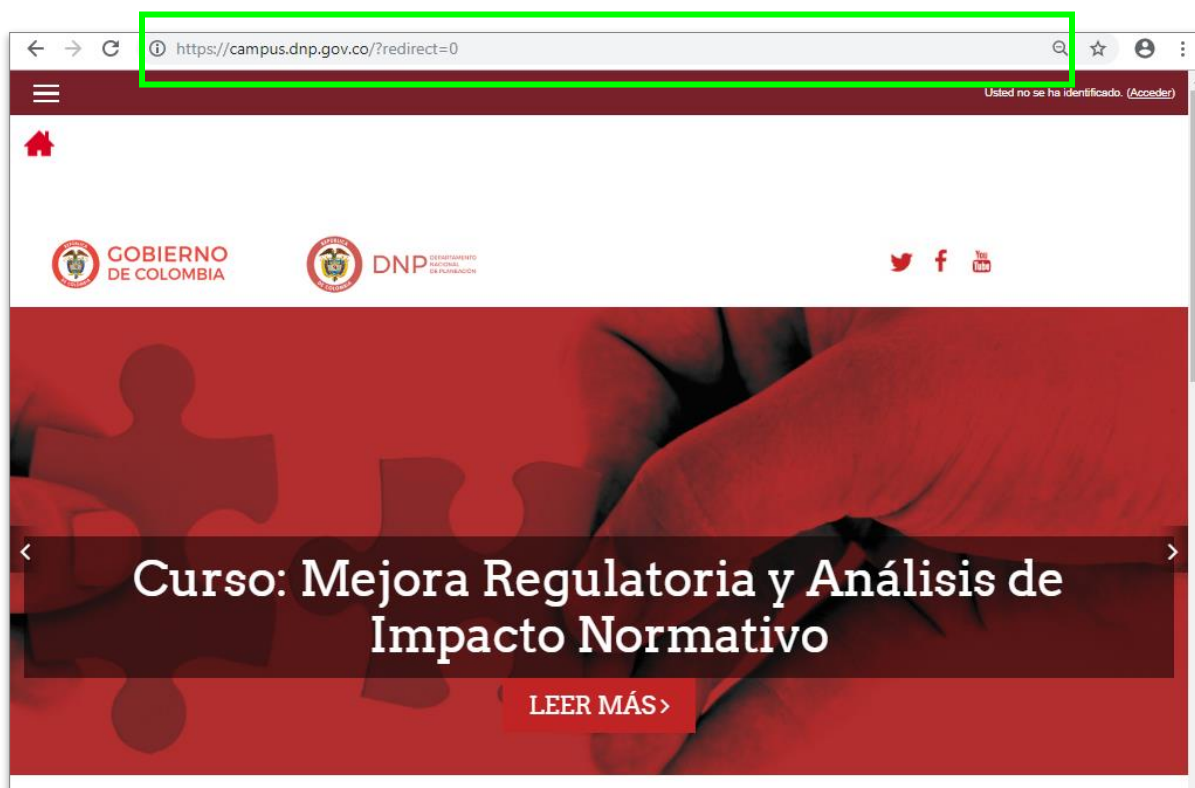 https://campus.dnp.gov.co/?redirect=0
Usted no se ha identificado. (Acceder)
GOBIERNO
DE COLOMBIA
DNP
DEPARTAMENTO
NACIONAL
DE PLANEACIÓN
You
Tube
Curso: Mejora Regulatoria y Análisis de
Impacto Normativo
LEER MÁS>